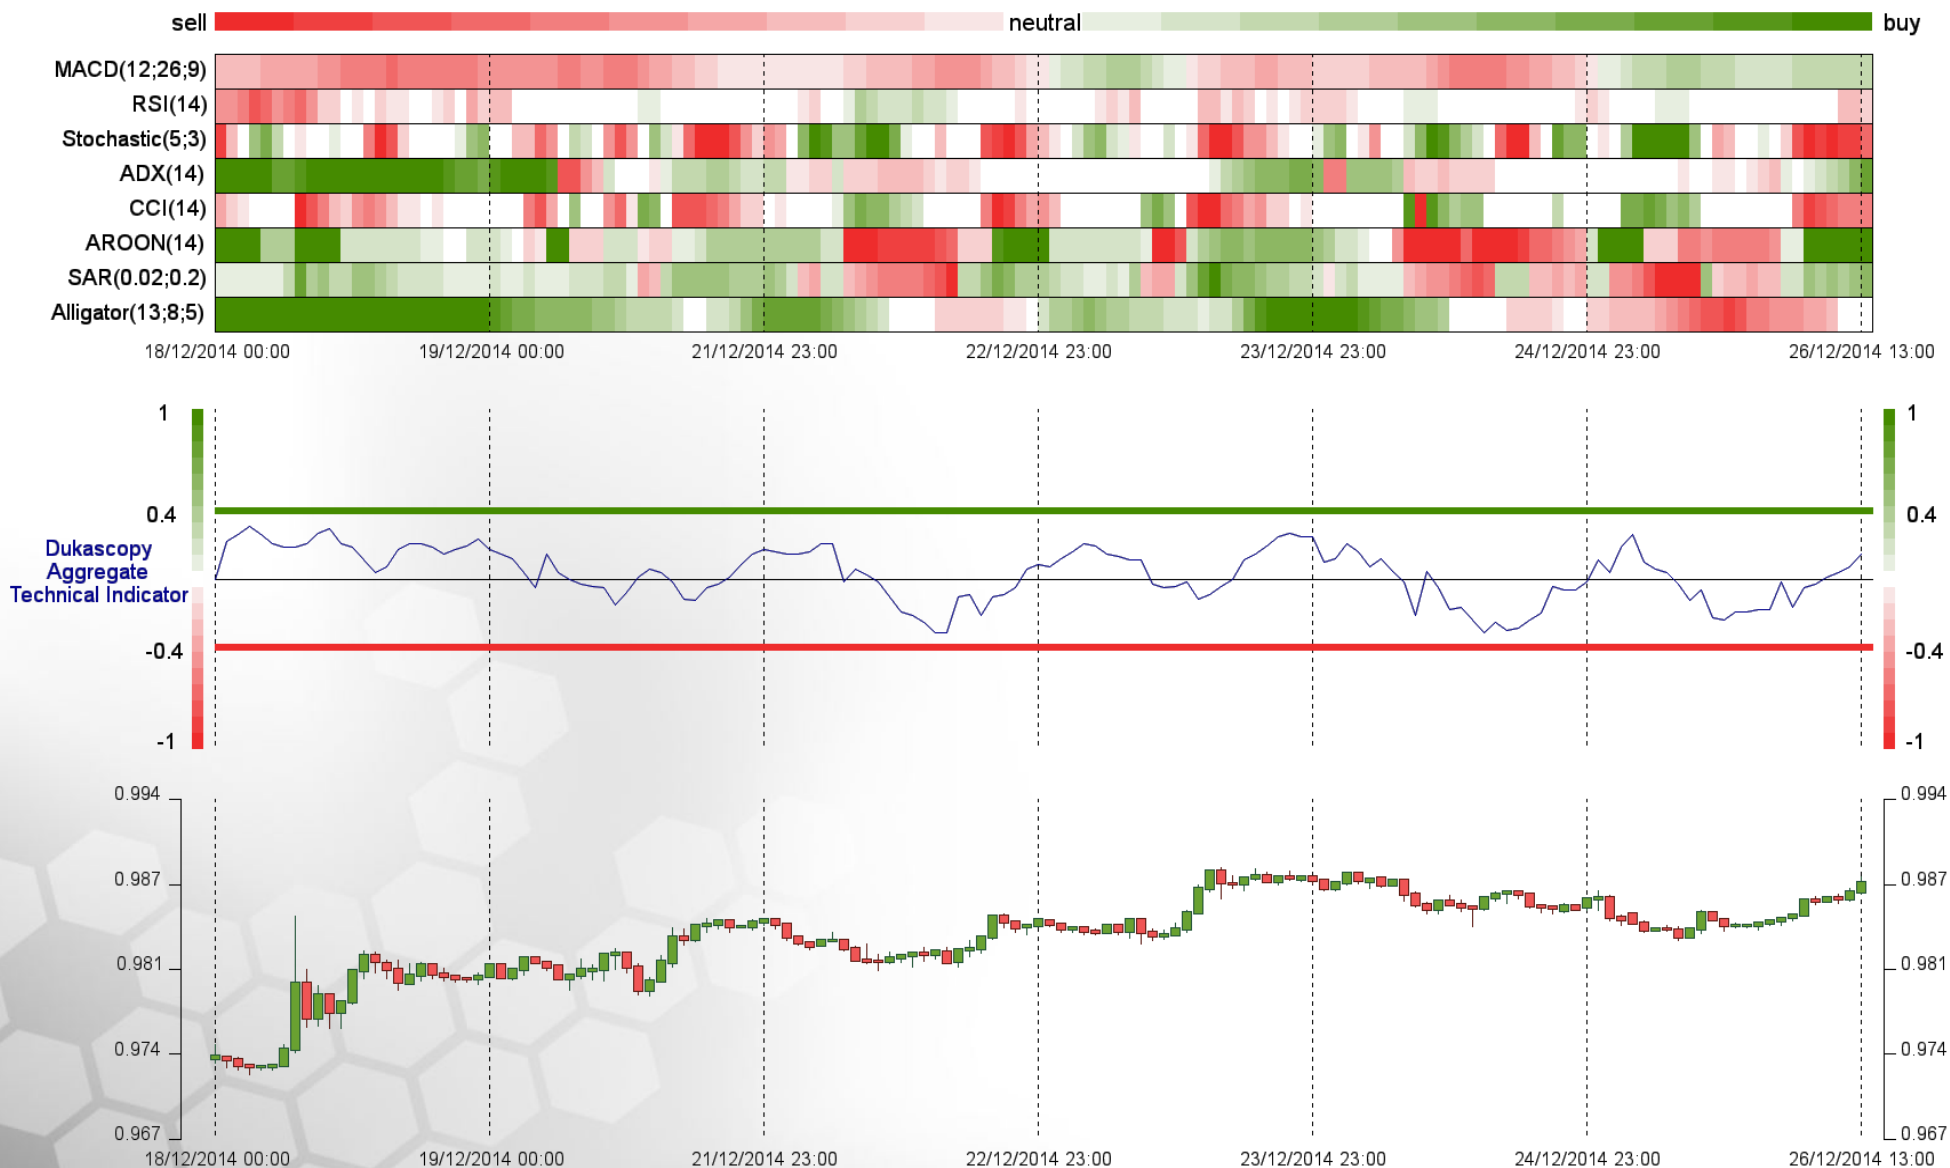 sell neutral buy
MACD(12;26;9)
RSI(14)
Stochastic(5;3)
ADX(14)
CCI(14)
AROON(14)
SAR(0.02;0.2)
Alligator(13;8;5)
18/12/2014 00:00 19/12/2014 00:00 21/12/2014 23:00 22/12/2014 23:00 23/12/2014 23:00 24/12/2014 23:00 26/12/2014 13:00
1 1
0.4 0.4
Dukascopy
Aggregate
Technical Indicator
-0.4 -0.4
-1 -1
0.994 0.994
0.987 0.987
0.981 0.981
0.974 0.974
0.967 0.967
18/12/2014 00:00 19/12/2014 00:00 21/12/2014 23:00 22/12/2014 23:00 23/12/2014 23:00 24/12/2014 23:00 26/12/2014 13:00